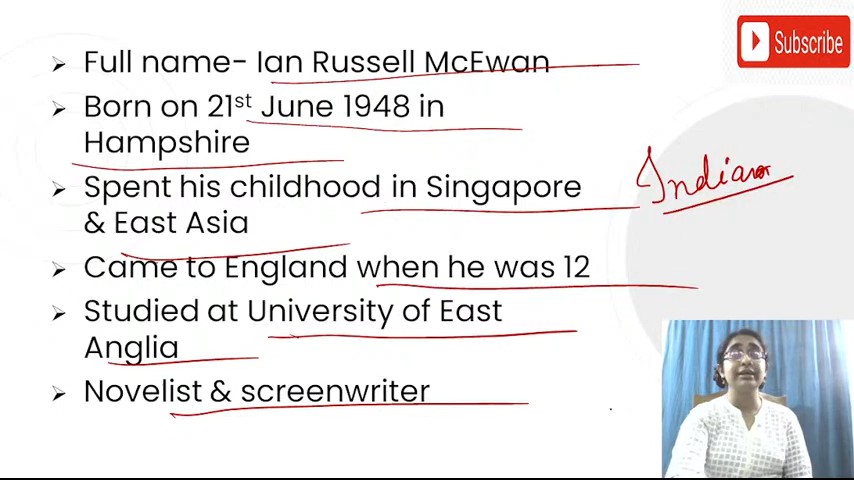 Full name- Ian Russell McEwan
Born on 21st June 1948 in
Hampshire
Spent his childhood in Singapore
& East Asia
Came to England when he was 12
Studied at University of East
Anglia
Novelist & screenwriter
Subscribe